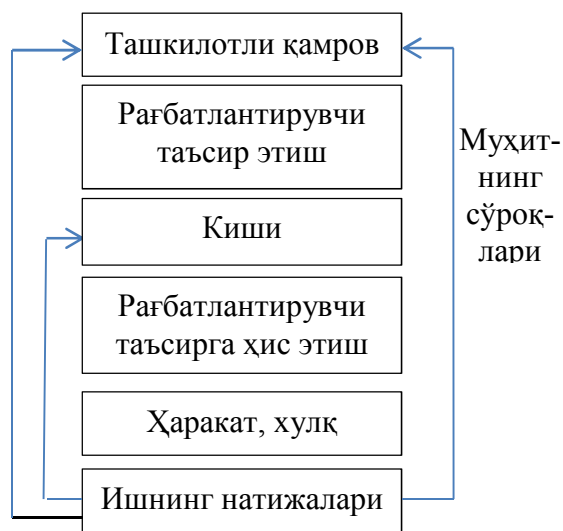 Ташкилотли қамров
Рағбатлантирувчи
таъсир этиш
Киши
Рағбатлантирувчи
таъсирга ҳис этиш
Ҳаракат, хулқ
Ишнинг натижалари
Муҳит-
нинг
сўроқ-
лари